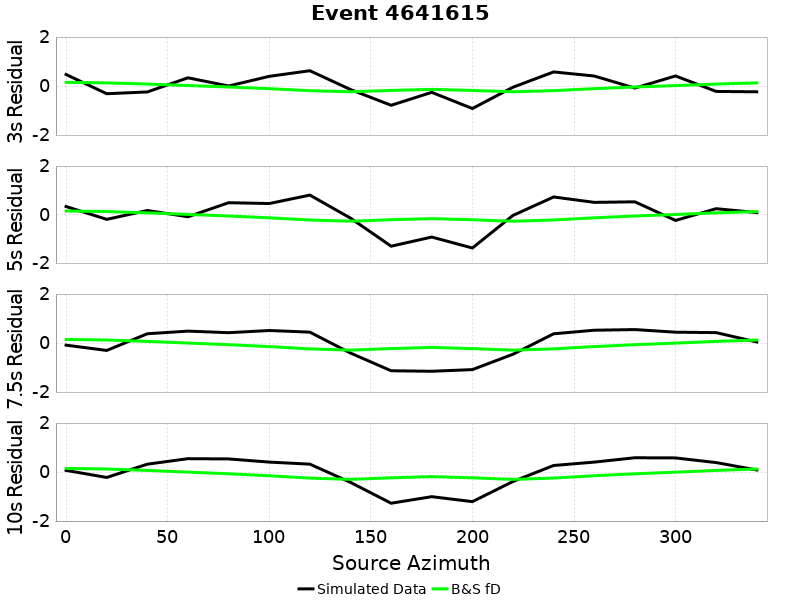 Event 4641615
3s Residual
2
0
-2
5s Residual
2
0
-2
7.5s Residual
2
0
-2
10s Residual
2
0
-2
0 50 100 150 200 250 300
Source Azimuth
Simulated Data B&S fD